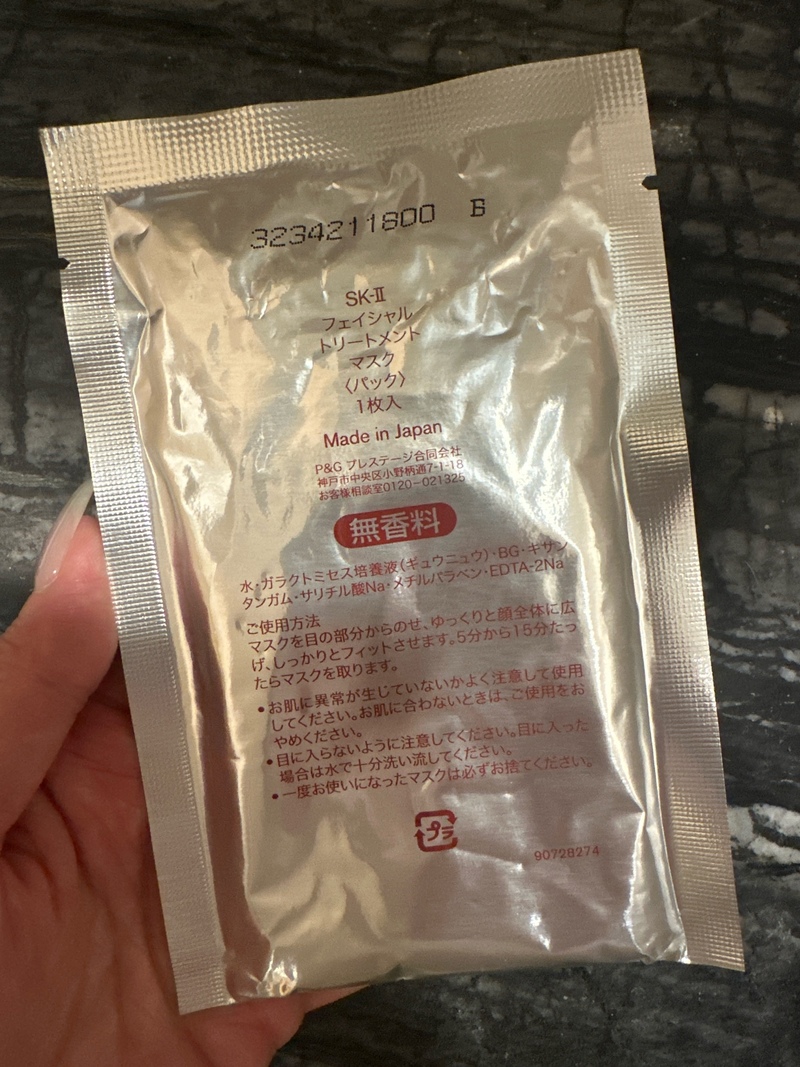 3234211800 B
SK-Ⅱ
フェイシャル
トリートメント
マスク
〈パック〉
1枚入
Made in Japan
P&G プレステージ合同会社
神戸市中央区小野柄通7-1-18
お客様相談室0120-021325
無香料
水・ガラクトミセス培養液(ギュウニュウ)・BG・キサン
タンガム・サリチル酸Na・メチルパラベン・EDTA-2Na
ご使用方法
マスクを目の部分からのせ、ゆっくりと顔全体に広
げ、しっかりとフィットさせます。5分から15分たっ
たらマスクを取ります。
●お肌に異常が生じていないかよく注意して使用
してください。お肌に合わないときは、ご使用をお
やめください。
●目に入らないように注意してください。目に入った
場合は水で十分洗い流してください。
●一度お使いになったマスクは必ずお捨てください。
プラ
90728274